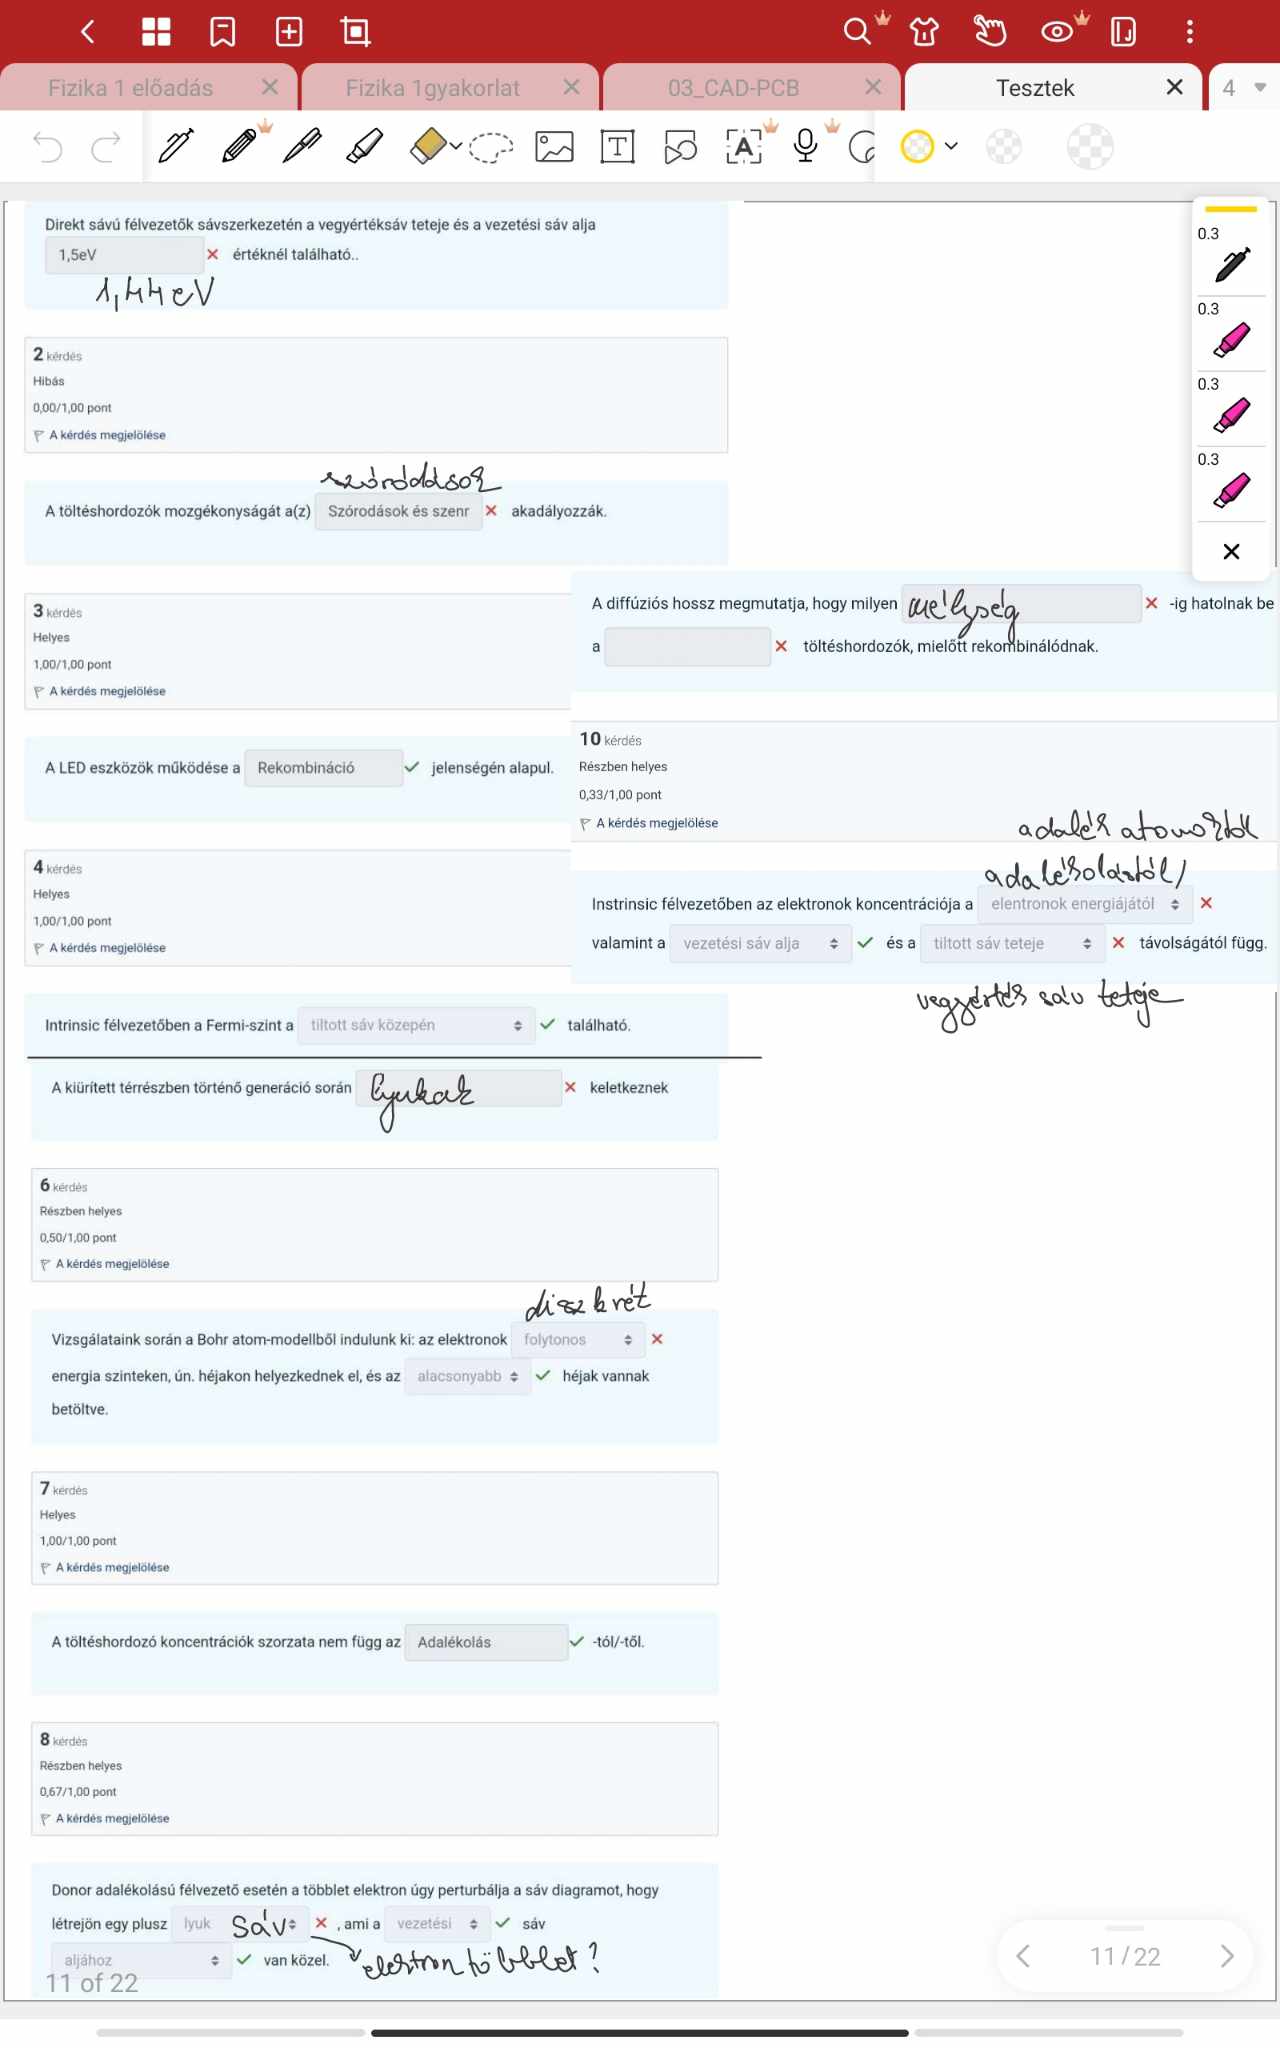 Fizika 1 előadás
Fizika 1gyakorlat
03_CAD-PCB
Tesztek
4
Direkt sávú félvezetők sávszerkezetén a vegyértéksáv teteje és a vezetési sáv alja
1,5eV értéknél található..
1,44eV
2 kérdés
Hibás
0,00/1,00 pont
A kérdés megjelölése
szóródások
A töltéshordozók mozgékonyságát a(z) Szórodások és szenr akadályozzák.
3 kérdés
Helyes
1,00/1,00 pont
A kérdés megjelölése
A LED eszközök működése a Rekombináció jelenségén alapul.
4 kérdés
Helyes
1,00/1,00 pont
A kérdés megjelölése
Intrinsic félvezetőben a Fermi-szint a tiltott sáv közepén található.
A kiürített térrészben történő generáció során lyukak keletkeznek
6 kérdés
Részben helyes
0,50/1,00 pont
A kérdés megjelölése
diszkrét
Vizsgálataink során a Bohr atom-modellből indulunk ki: az elektronok folytonos
energia szinteken, ún. héjakon helyezkednek el, és az alacsonyabb héjak vannak
betöltve.
7 kérdés
Helyes
1,00/1,00 pont
A kérdés megjelölése
A töltéshordozó koncentrációk szorzata nem függ az Adalékolás -tól/-től.
8 kérdés
Részben helyes
0,67/1,00 pont
A kérdés megjelölése
Donor adalékolású félvezető esetén a többlet elektron úgy perturbálja a sáv diagramot, hogy
létrejön egy plusz lyuk sáv , ami a vezetési sáv
aljához van közel. elektron többlet?
11 of 22
A diffúziós hossz megmutatja, hogy milyen mélység -ig hatolnak be
a töltéshordozók, mielőtt rekombinálódnak.
10 kérdés
Részben helyes
0,33/1,00 pont
A kérdés megjelölése
adalék atomoktól
adalékolástól/
Instrinsic félvezetőben az elektronok koncentrációja a elentronok energiájától
valamint a vezetési sáv alja és a tiltott sáv teteje távolságától függ.
vegyérték sáv teteje
0.3
0.3
0.3
0.3
11/22